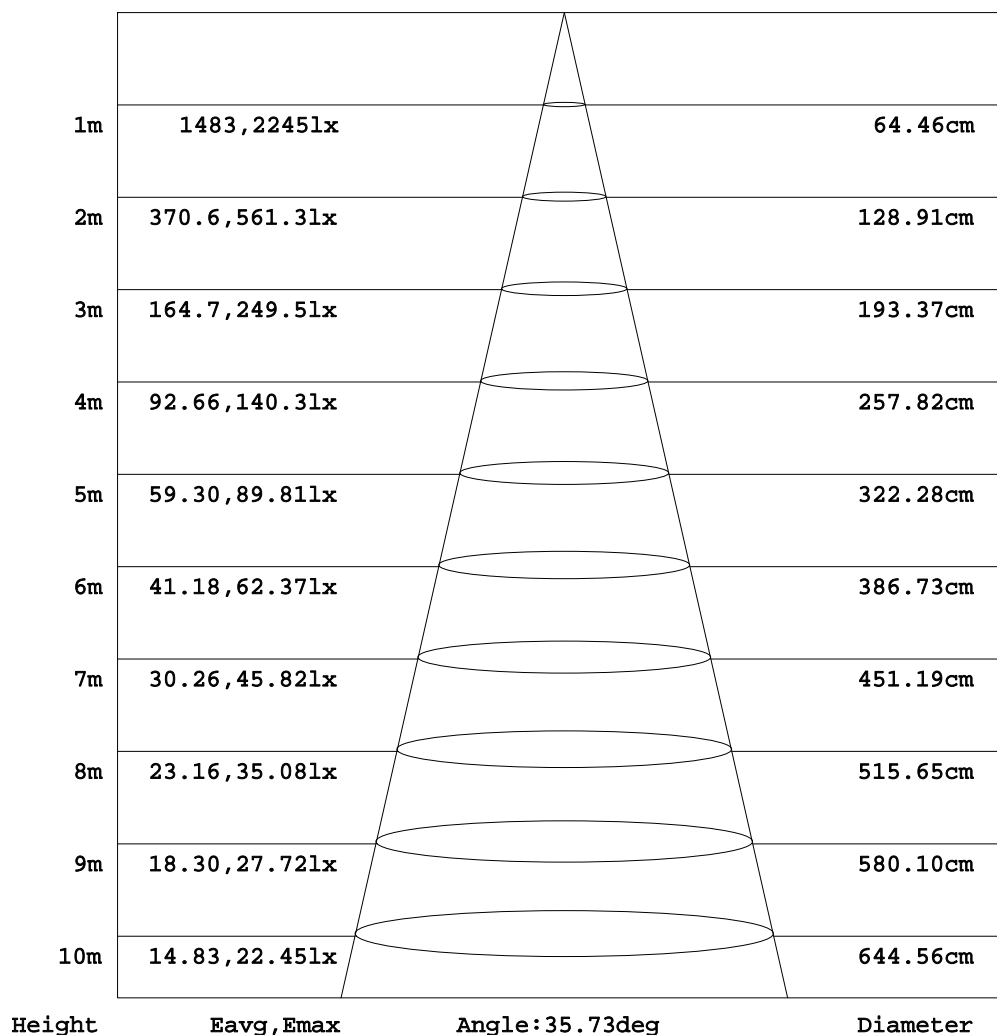 1m 1483,2245lx 64.46cm
2m 370.6,561.3lx 128.91cm
3m 164.7,249.5lx 193.37cm
4m 92.66,140.3lx 257.82cm
5m 59.30,89.81lx 322.28cm
6m 41.18,62.37lx 386.73cm
7m 30.26,45.82lx 451.19cm
8m 23.16,35.08lx 515.65cm
9m 18.30,27.72lx 580.10cm
10m 14.83,22.45lx 644.56cm
Height Eavg,Emax Angle:35.73deg Diameter